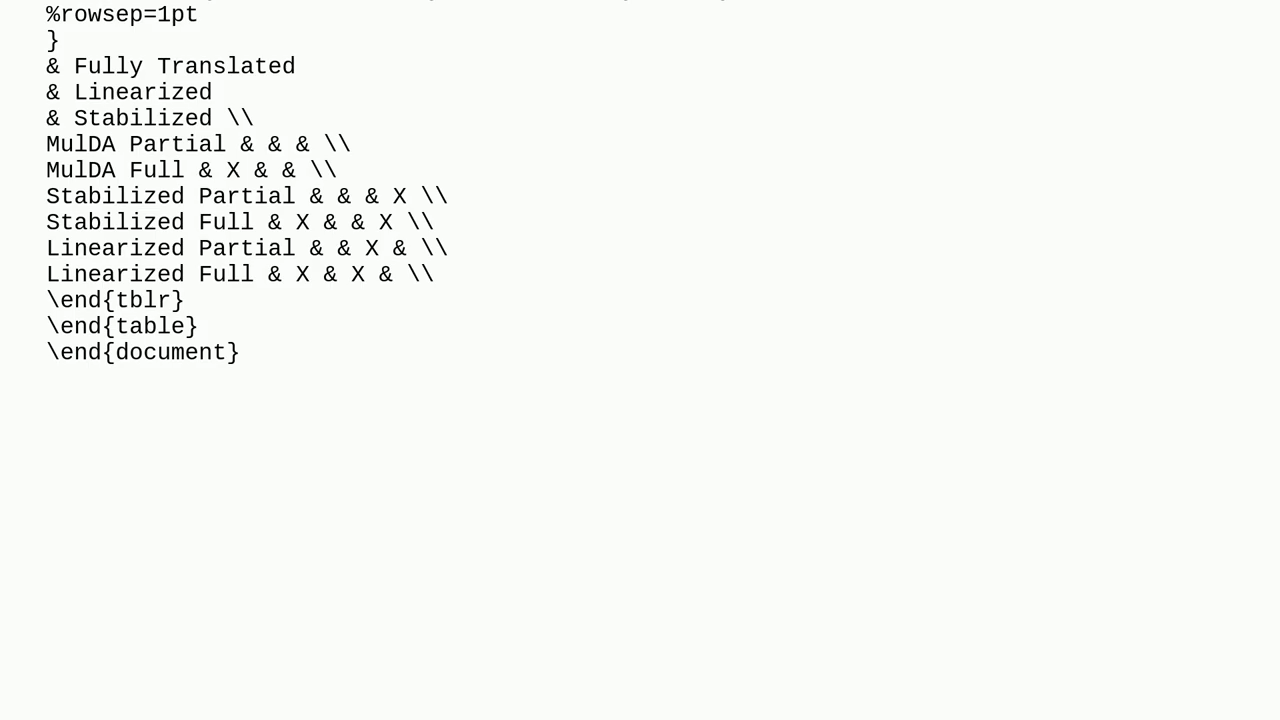 %rowsep=1pt
}
& Fully Translated
& Linearized
& Stabilized \\
MulDA Partial & & & \\
MulDA Full & X & & \\
Stabilized Partial & & & X \\
Stabilized Full & X & & X \\
Linearized Partial & & X & \\
Linearized Full & X & X & \\
\end{tblr}
\end{table}
\end{document}